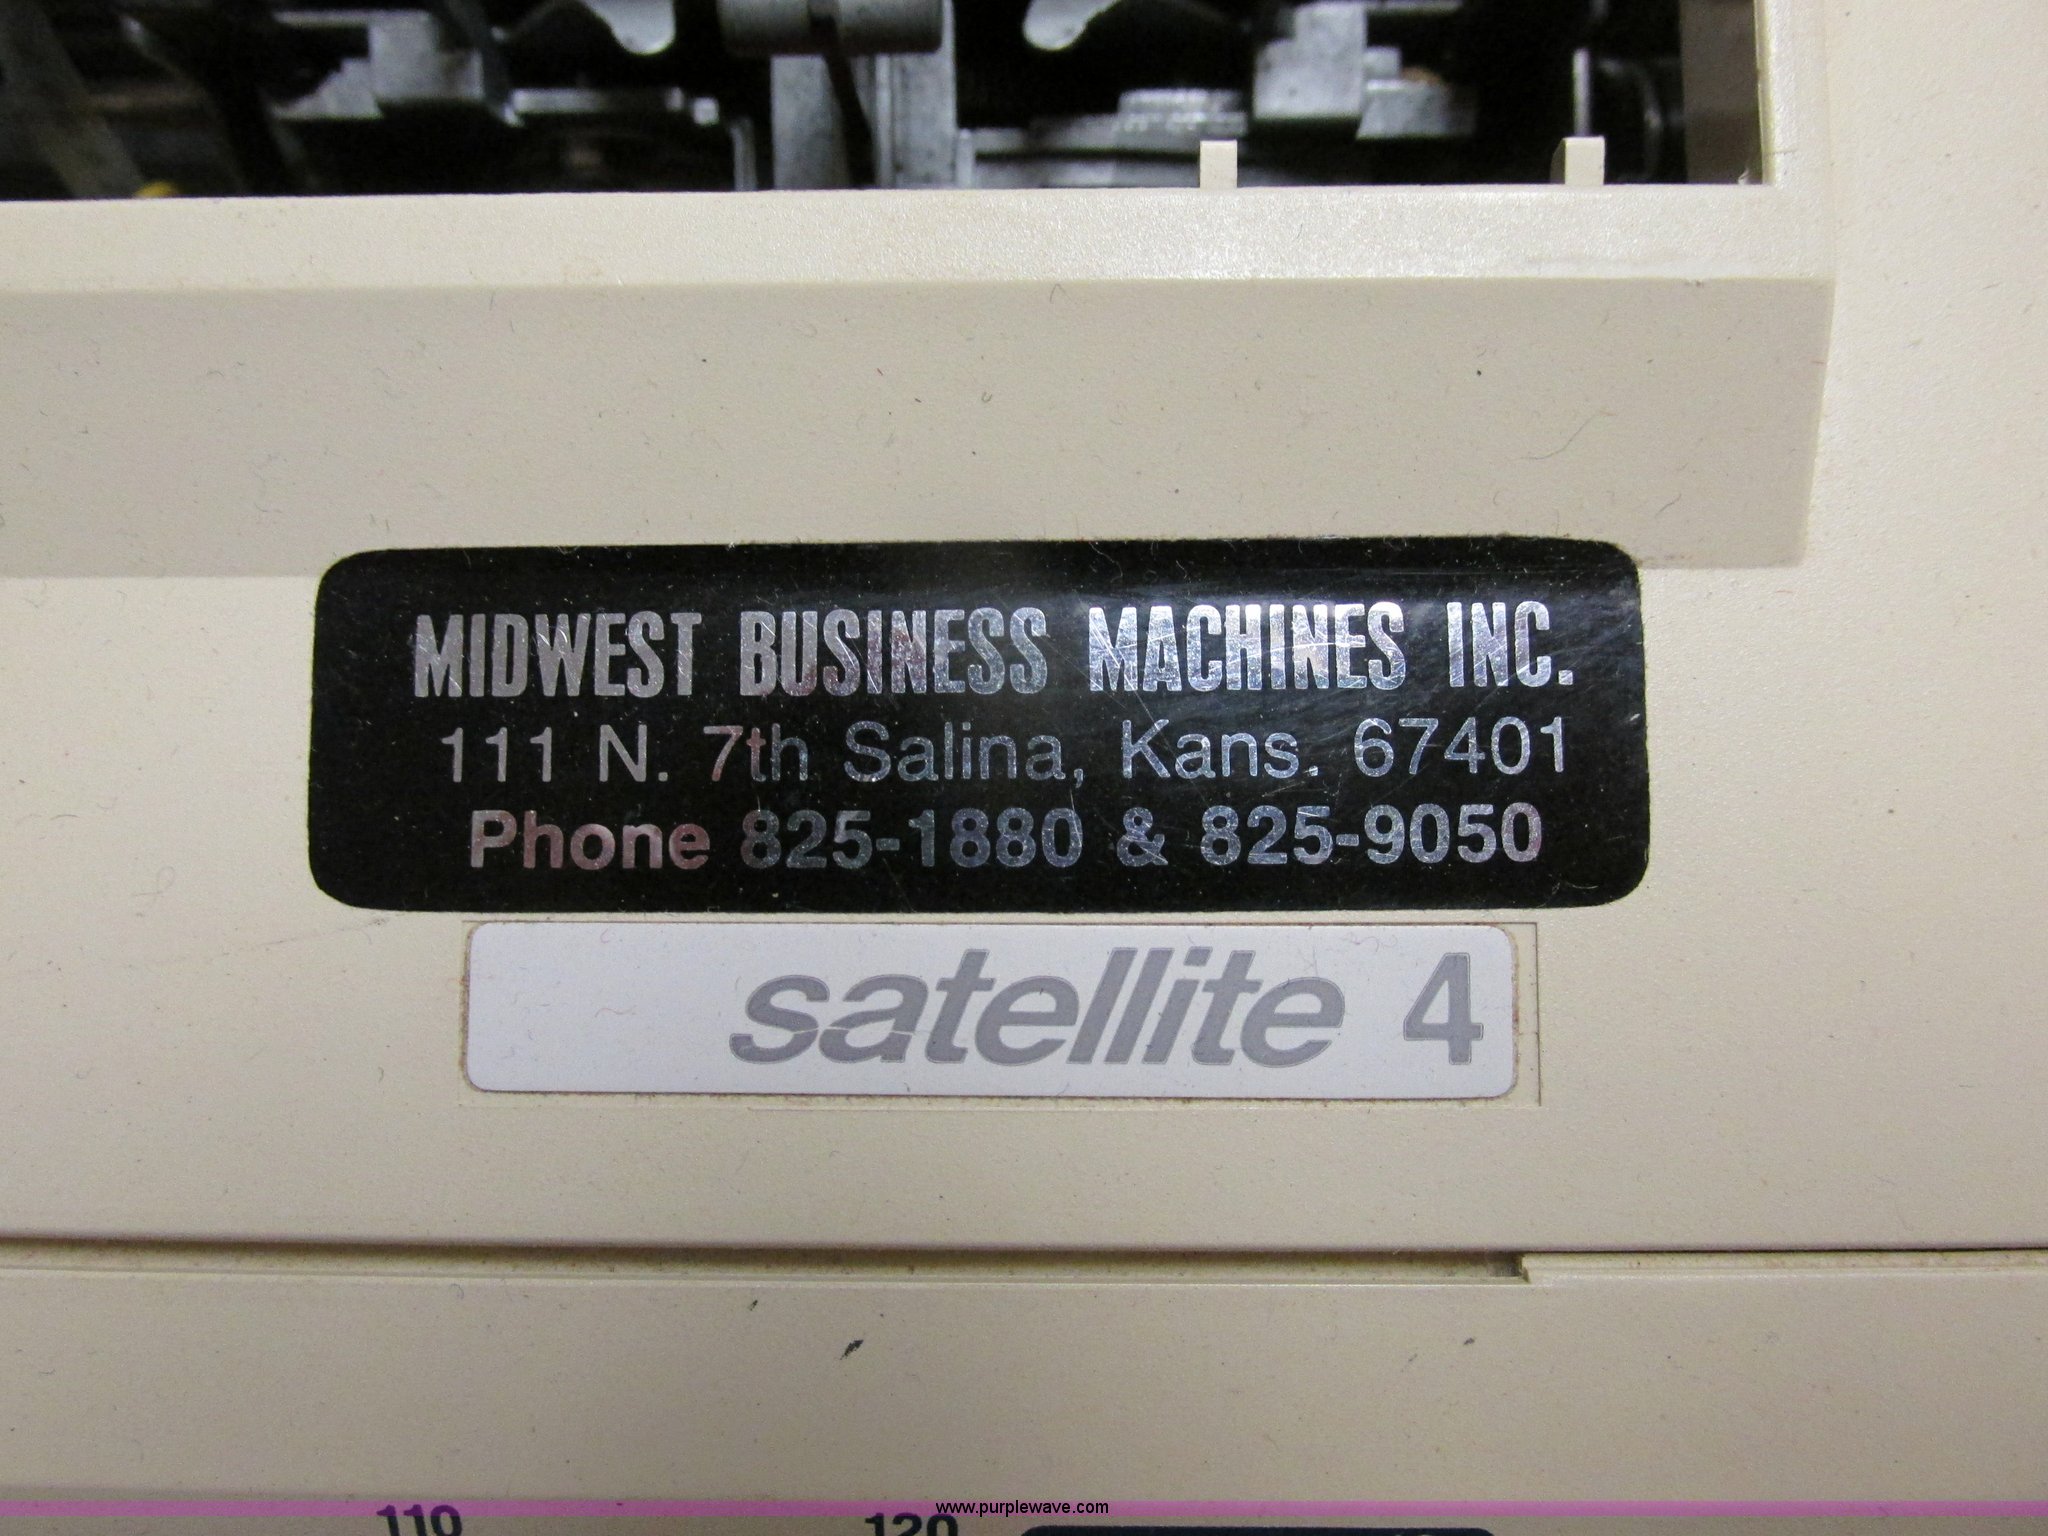 MIDWEST BUSINESS MACHINES INC.
111 N. 7th Salina, Kans. 67401
Phone 825-1880 & 825-9050
satellite 4
www.purplewave.com
110 120